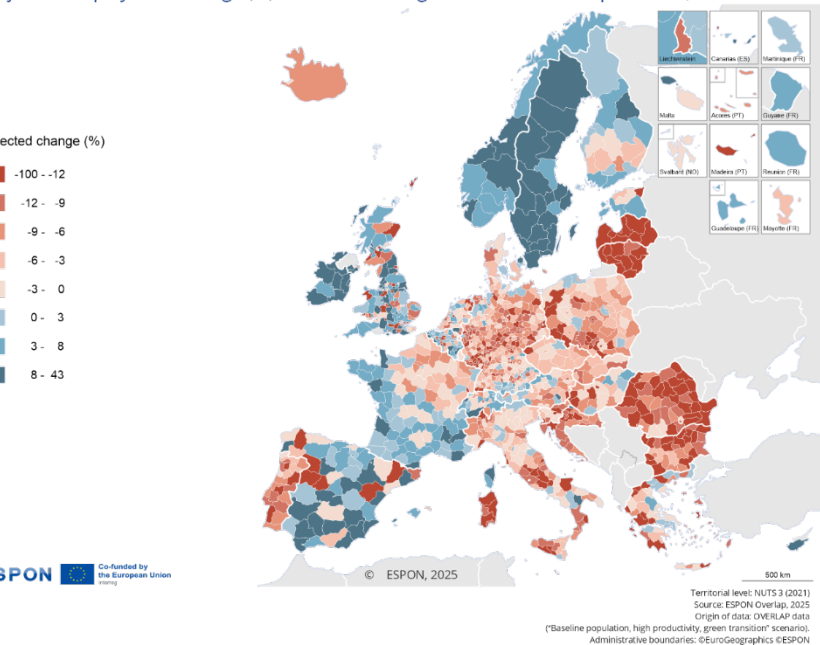 ected change (%)
-100 - -12
-12 - -9
-9 - -6
-6 - -3
-3 - 0
0 - 3
3 - 8
8 - 43
Liechtenstein
Canarias (ES)
Martinique (FR)
Malta
Acores (PT)
Guyane (FR)
Svalbard (NO)
Madeira (PT)
Reunion (FR)
Guadeloupe (FR)
Mayotte (FR)
SPON
Co-funded by
the European Union
Interreg
© ESPON, 2025
500 km
Territorial level: NUTS 3 (2021)
Source: ESPON Overlap, 2025
Origin of data: OVERLAP data
("Baseline population, high productivity, green transition" scenario).
Administrative boundaries: ©EuroGeographics ©ESPON